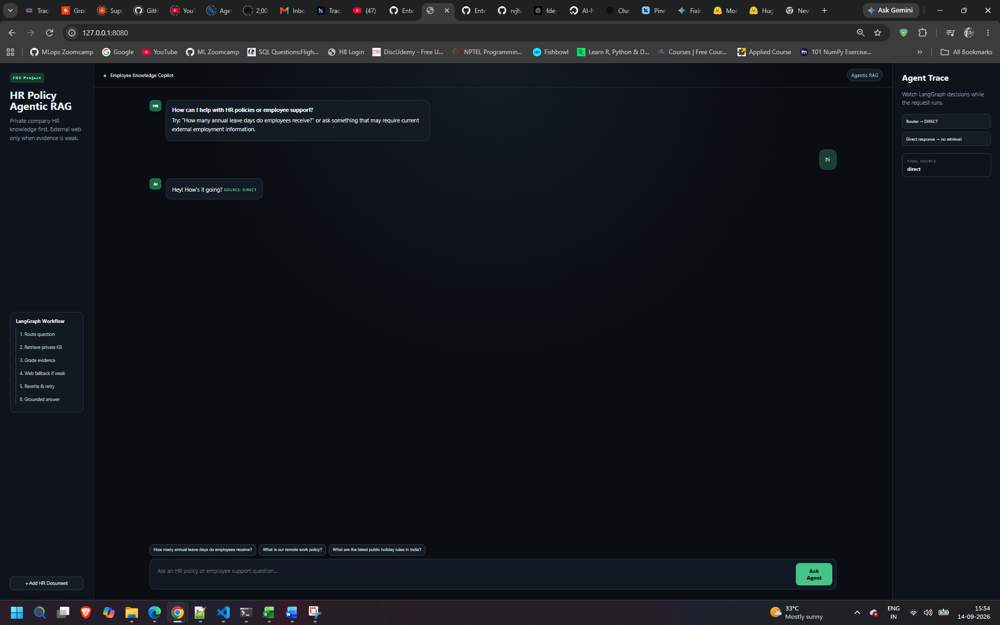 Traci
Groc
Supp
GitH
YouT
Age
2,00
Inbo
Traci
(47)
Ente
Ente
rvjh/
fde-
AI-N
Cha
Pine
Fixin
Moc
Hug
New
Ask Gemini
127.0.0.1:8080
MLops Zoomcamp
Google
YouTube
ML Zoomcamp
SQL Questions:Fligh...
H8 Login
DiscUdemy - Free U...
NPTEL Programmin...
Fishbowl
Learn R, Python & D...
Courses | Free Cour...
Applied Course
101 NumPy Exercise...
All Bookmarks
FDE Project
HR Policy
Agentic RAG
Private company HR
knowledge first. External web
only when evidence is weak.
LangGraph Workflow
1. Route question
2. Retrieve private KB
3. Grade evidence
4. Web fallback if weak
5. Rewrite & retry
6. Grounded answer
+ Add HR Document
Employee Knowledge Copilot
Agentic RAG
HR
How can I help with HR policies or employee support?
Try: “How many annual leave days do employees receive?” or ask something that may require current
external employment information.
hi
AI
Hey! How's it going? SOURCE: DIRECT
How many annual leave days do employees receive?
What is our remote work policy?
What are the latest public holiday rules in India?
Ask an HR policy or employee support question...
Ask
Agent
Agent Trace
Watch LangGraph decisions while
the request runs.
Router → DIRECT
Direct response → no retrieval
FINAL SOURCE
direct
33°C
Mostly sunny
ENG
IN
15:54
14-09-2026